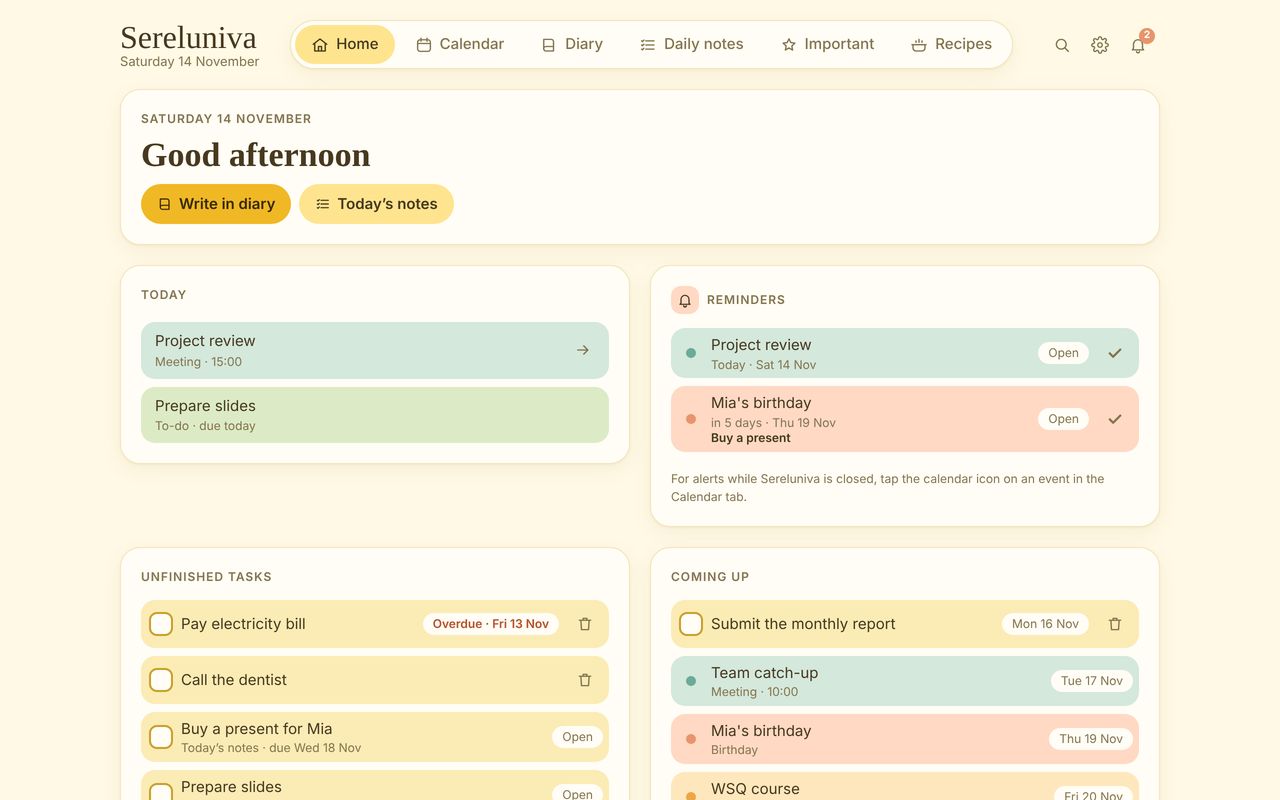 Sereluniva
Saturday 14 November
Home
Calendar
Diary
Daily notes
Important
Recipes
2
SATURDAY 14 NOVEMBER
Good afternoon
Write in diary
Today’s notes
TODAY
Project review
Meeting · 15:00
Prepare slides
To-do · due today
REMINDERS
Project review
Today · Sat 14 Nov
Open
Mia's birthday
in 5 days · Thu 19 Nov
Buy a present
Open
For alerts while Sereluniva is closed, tap the calendar icon on an event in the
Calendar tab.
UNFINISHED TASKS
Pay electricity bill
Overdue · Fri 13 Nov
Call the dentist
Buy a present for Mia
Today’s notes · due Wed 18 Nov
Open
Prepare slides
Open
COMING UP
Submit the monthly report
Mon 16 Nov
Team catch-up
Meeting · 10:00
Tue 17 Nov
Mia's birthday
Birthday
Thu 19 Nov
WSQ course
Fri 20 Nov